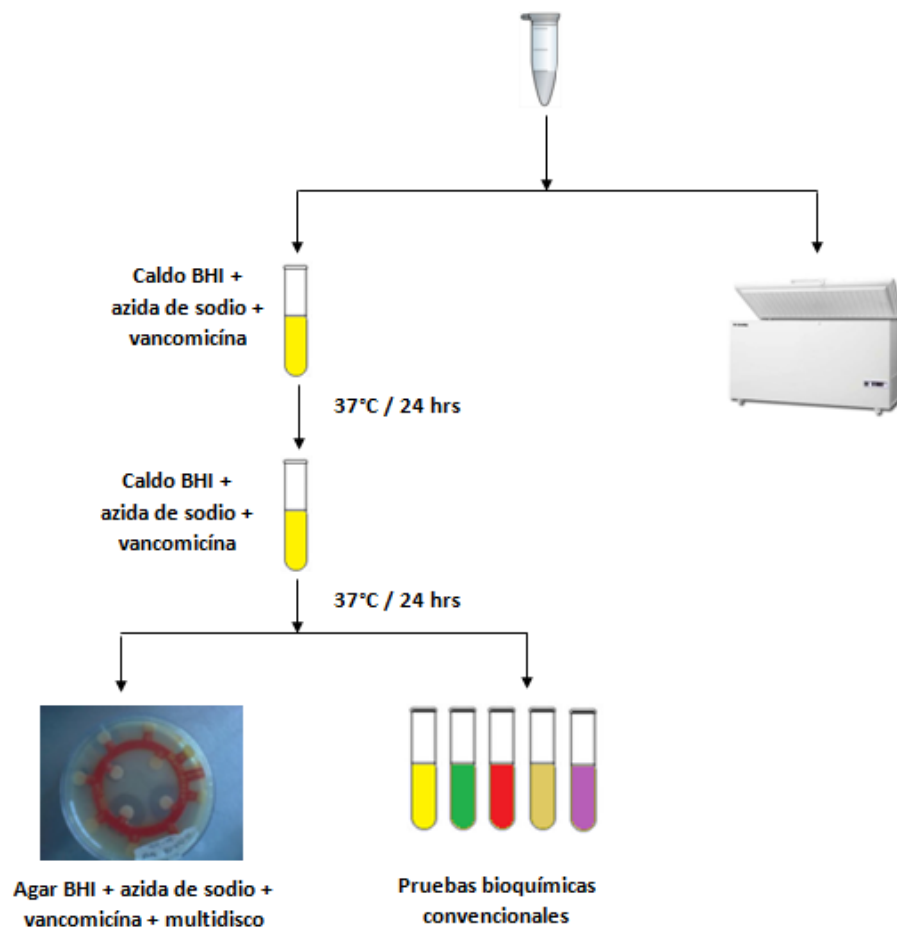 Caldo BHI +
azida de sodio +
vancomicína
37°C / 24 hrs
Caldo BHI +
azida de sodio +
vancomicína
37°C / 24 hrs
Agar BHI + azida de sodio +
vancomicína + multidisco
Pruebas bioquímicas
convencionales